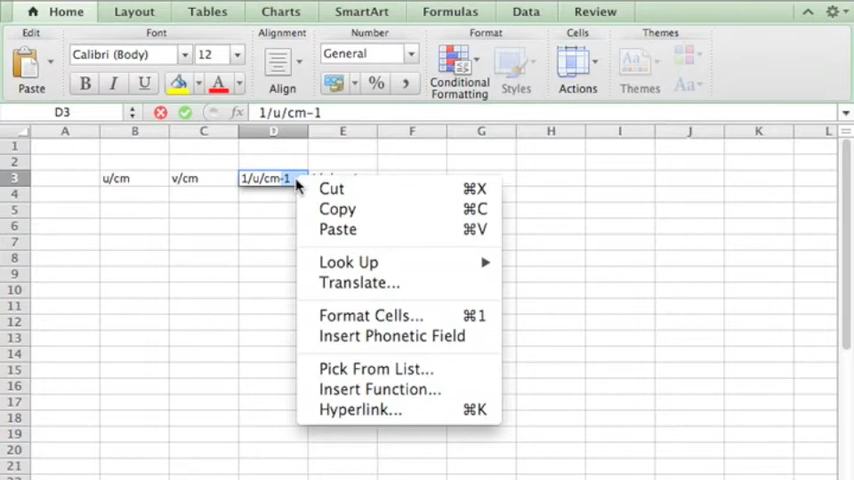 Home Layout Tables Charts SmartArt Formulas Data Review
Edit Font Alignment Number Format Cells Themes
Calibri (Body) 12 General
Paste B I U A Align % , Conditional Formatting Styles Actions Themes Aa
D3 fx 1/u/cm-1
A B C D E F G H I J K L
1
2
3 u/cm v/cm 1/u/cm-1
4 Cut ⌘X
5 Copy ⌘C
6 Paste ⌘V
7
8 Look Up
9 Translate...
10
11 Format Cells... ⌘1
12 Insert Phonetic Field
13
14
15 Pick From List...
16 Insert Function...
17 Hyperlink... ⌘K
18
19
20
21